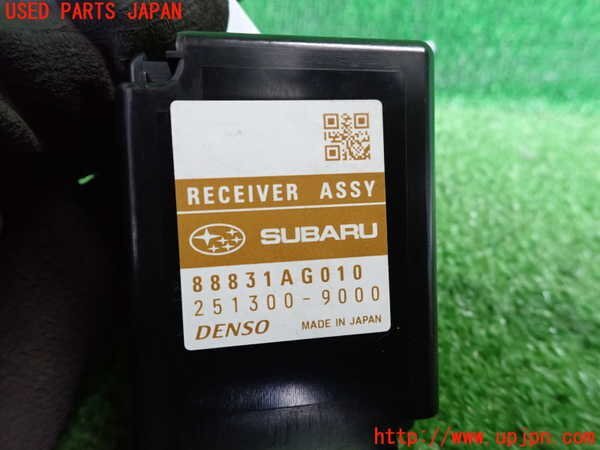 USED PARTS JAPAN
RECEIVER ASSY
SUBARU
88831AG010
251300-9000
DENSO MADE IN JAPAN
http://www.upjpn.com/